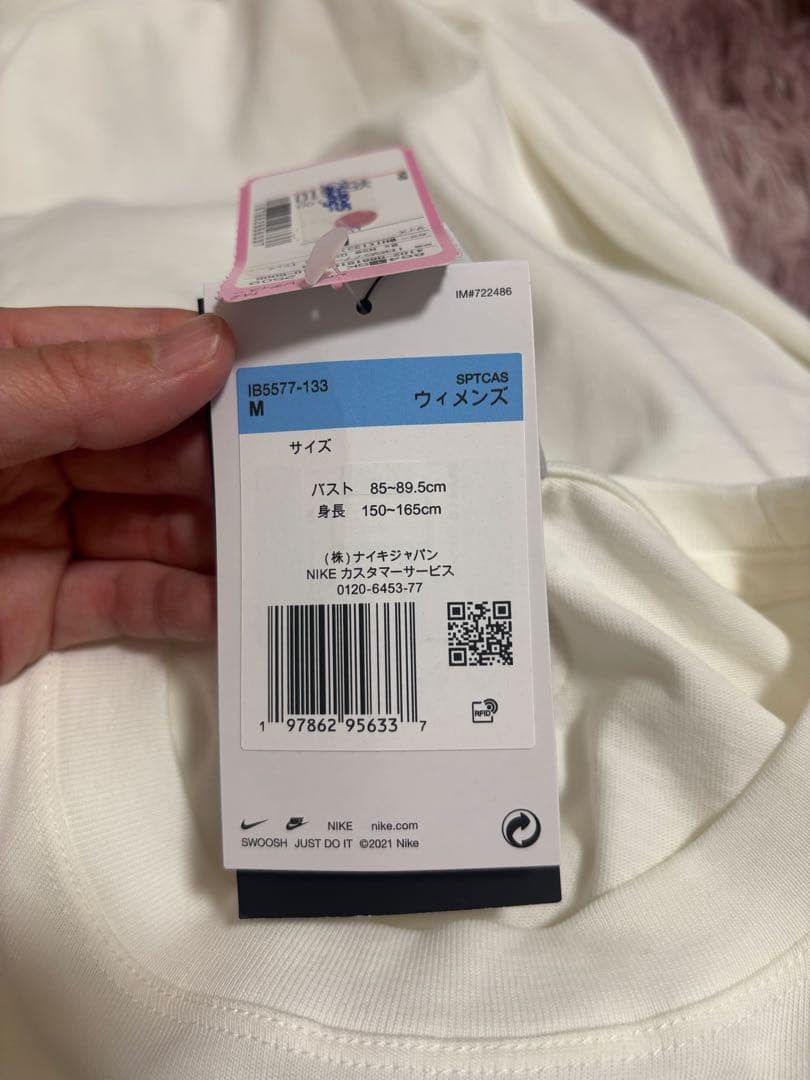 IM#722486
IB5577-133
SPTCAS
M
ウィメンズ
サイズ
バスト 85~89.5cm
身長 150~165cm
(株)ナイキジャパン
NIKE カスタマーサービス
0120-6453-77
RFID
1 97862 95633 7
NIKE nike.com
SWOOSH JUST DO IT ©2021 Nike